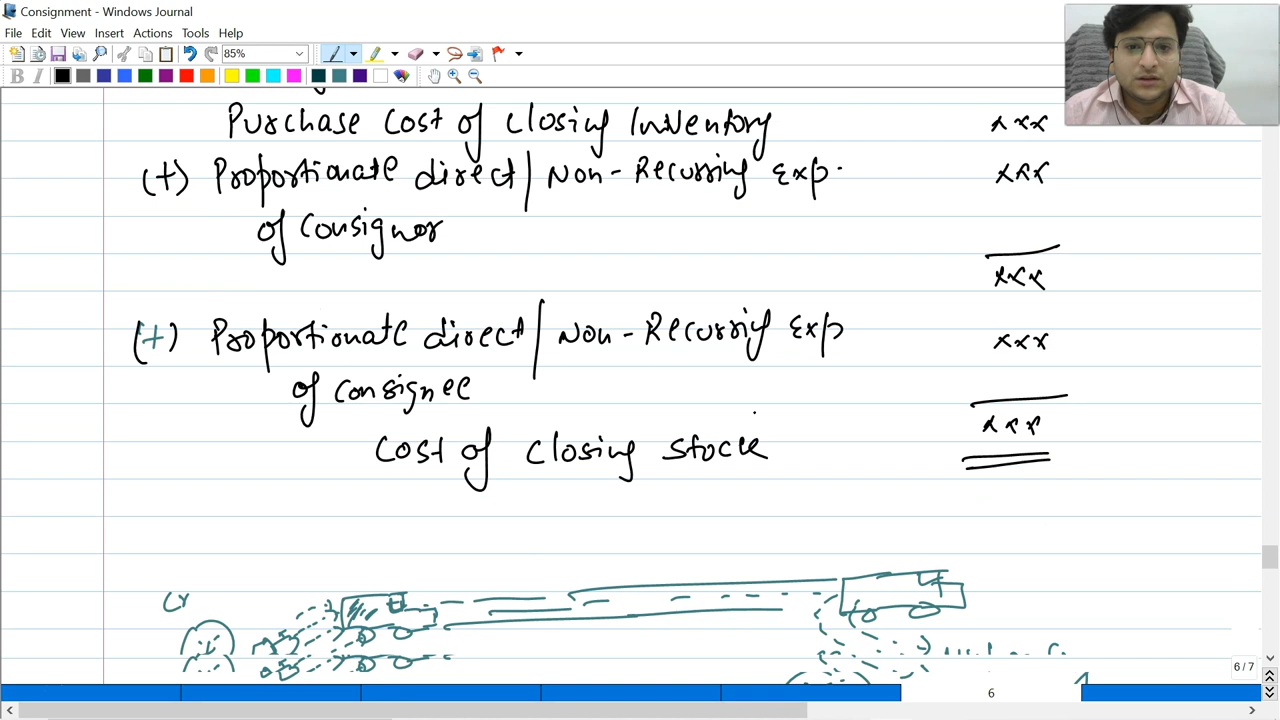 Consignment - Windows Journal
File Edit View Insert Actions Tools Help
85%
B I
Purchase cost of closing Inventory xxx
(+) Proportionate direct / Non-Recurring Exp. xxx
of consignor
xxx
(+) Proportionate direct / Non-Recurring Exp xxx
of consignee
xxx
cost of closing stock
6 / 7
6